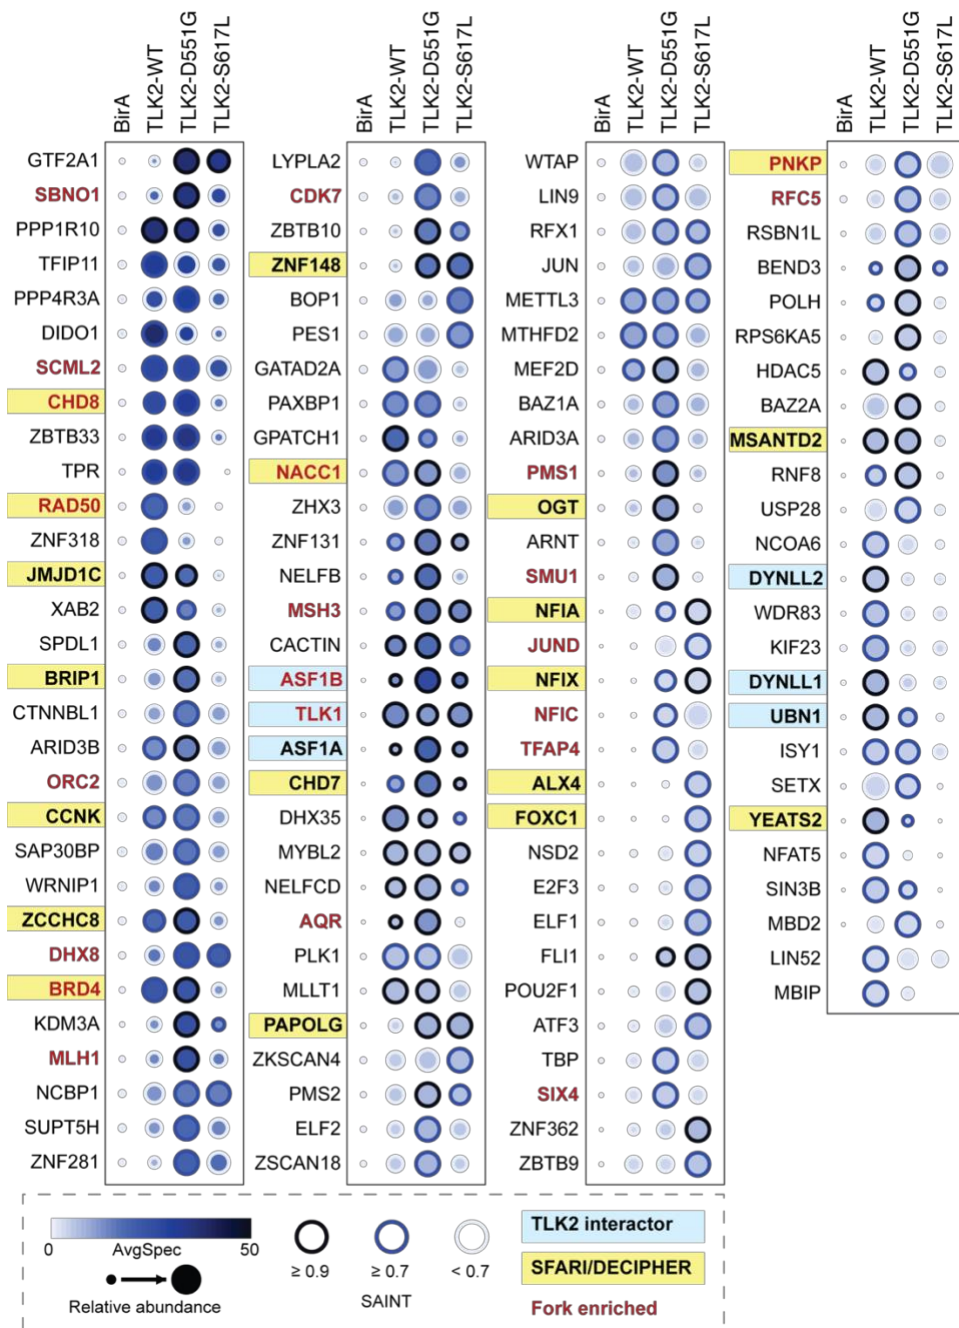 BirA
TLK2-WT
TLK2-D551G
TLK2-S617L
GTF2A1
SBNO1
PPP1R10
TFIP11
PPP4R3A
DIDO1
SCML2
CHD8
ZBTB33
TPR
RAD50
ZNF318
JMJD1C
XAB2
SPDL1
BRIP1
CTNNBL1
ARID3B
ORC2
CCNK
SAP30BP
WRNIP1
ZCCHC8
DHX8
BRD4
KDM3A
MLH1
NCBP1
SUPT5H
ZNF281
BirA
TLK2-WT
TLK2-D551G
TLK2-S617L
LYPLA2
CDK7
ZBTB10
ZNF148
BOP1
PES1
GATAD2A
PAXBP1
GPATCH1
NACC1
ZHX3
ZNF131
NELFB
MSH3
CACTIN
ASF1B
TLK1
ASF1A
CHD7
DHX35
MYBL2
NELFCD
AQR
PLK1
MLLT1
PAPOLG
ZKSCAN4
PMS2
ELF2
ZSCAN18
BirA
TLK2-WT
TLK2-D551G
TLK2-S617L
WTAP
LIN9
RFX1
JUN
METTL3
MTHFD2
MEF2D
BAZ1A
ARID3A
PMS1
OGT
ARNT
SMU1
NFIA
JUND
NFIX
NFIC
TFAP4
ALX4
FOXC1
NSD2
E2F3
ELF1
FLI1
POU2F1
ATF3
TBP
SIX4
ZNF362
ZBTB9
BirA
TLK2-WT
TLK2-D551G
TLK2-S617L
PNKP
RFC5
RSBN1L
BEND3
POLH
RPS6KA5
HDAC5
BAZ2A
MSANTD2
RNF8
USP28
NCOA6
DYNLL2
WDR83
KIF23
DYNLL1
UBN1
ISY1
SETX
YEATS2
NFAT5
SIN3B
MBD2
LIN52
MBIP
0 AvgSpec 50
Relative abundance
≥ 0.9 ≥ 0.7 < 0.7
SAINT
TLK2 interactor
SFARI/DECIPHER
Fork enriched